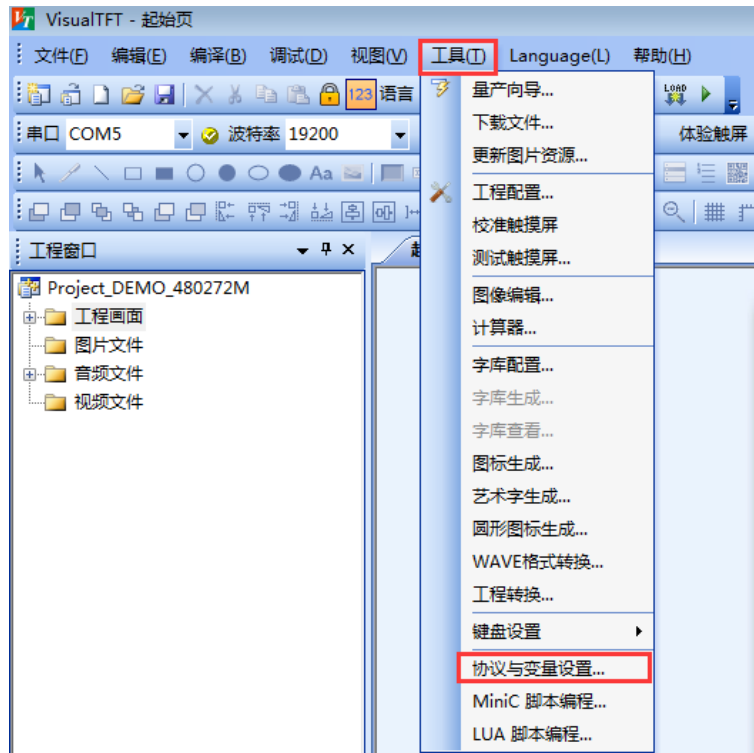 VisualTFT - 起始页
文件(F) 编辑(E) 编译(B) 调试(D) 视图(V) 工具(T) Language(L) 帮助(H)
123 语言 LOAD
串口 COM5 波特率 19200 体验触屏
Aa
工程窗口
Project_DEMO_480272M
工程画面
图片文件
音频文件
视频文件
量产向导...
下载文件...
更新图片资源...
工程配置...
校准触摸屏
测试触摸屏...
图像编辑...
计算器...
字库配置...
字库生成...
字库查看...
图标生成...
艺术字生成...
圆形图标生成...
WAVE格式转换...
工程转换...
键盘设置
协议与变量设置...
MiniC 脚本编程...
LUA 脚本编程...